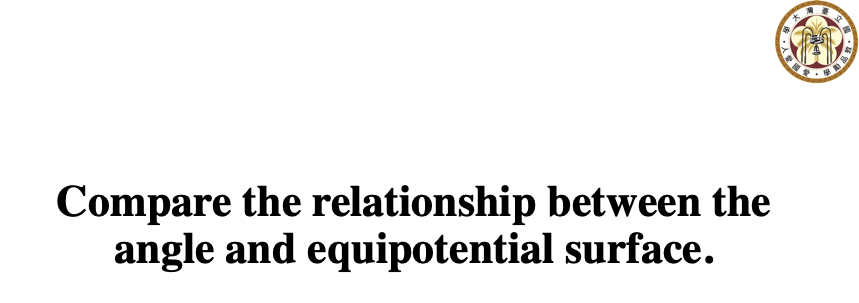 Compare the relationship between the
angle and equipotential surface.